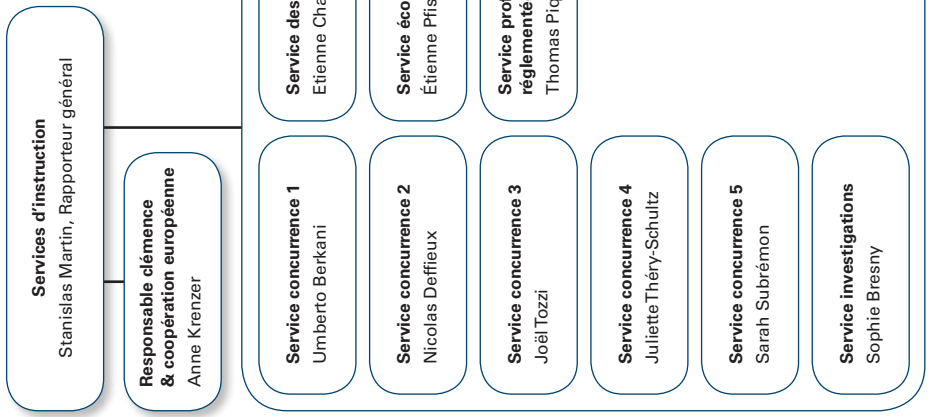 Services d'instruction
Stanislas Martin, Rapporteur général
Responsable clémence
& coopération européenne
Anne Krenzer
Service concurrence 1
Umberto Berkani
Service concurrence 2
Nicolas Deffieux
Service concurrence 3
Joël Tozzi
Service concurrence 4
Juliette Théry-Schultz
Service concurrence 5
Sarah Subrémon
Service investigations
Sophie Bresny
Service des
Etienne
Service
Étienne
Service
Thomas